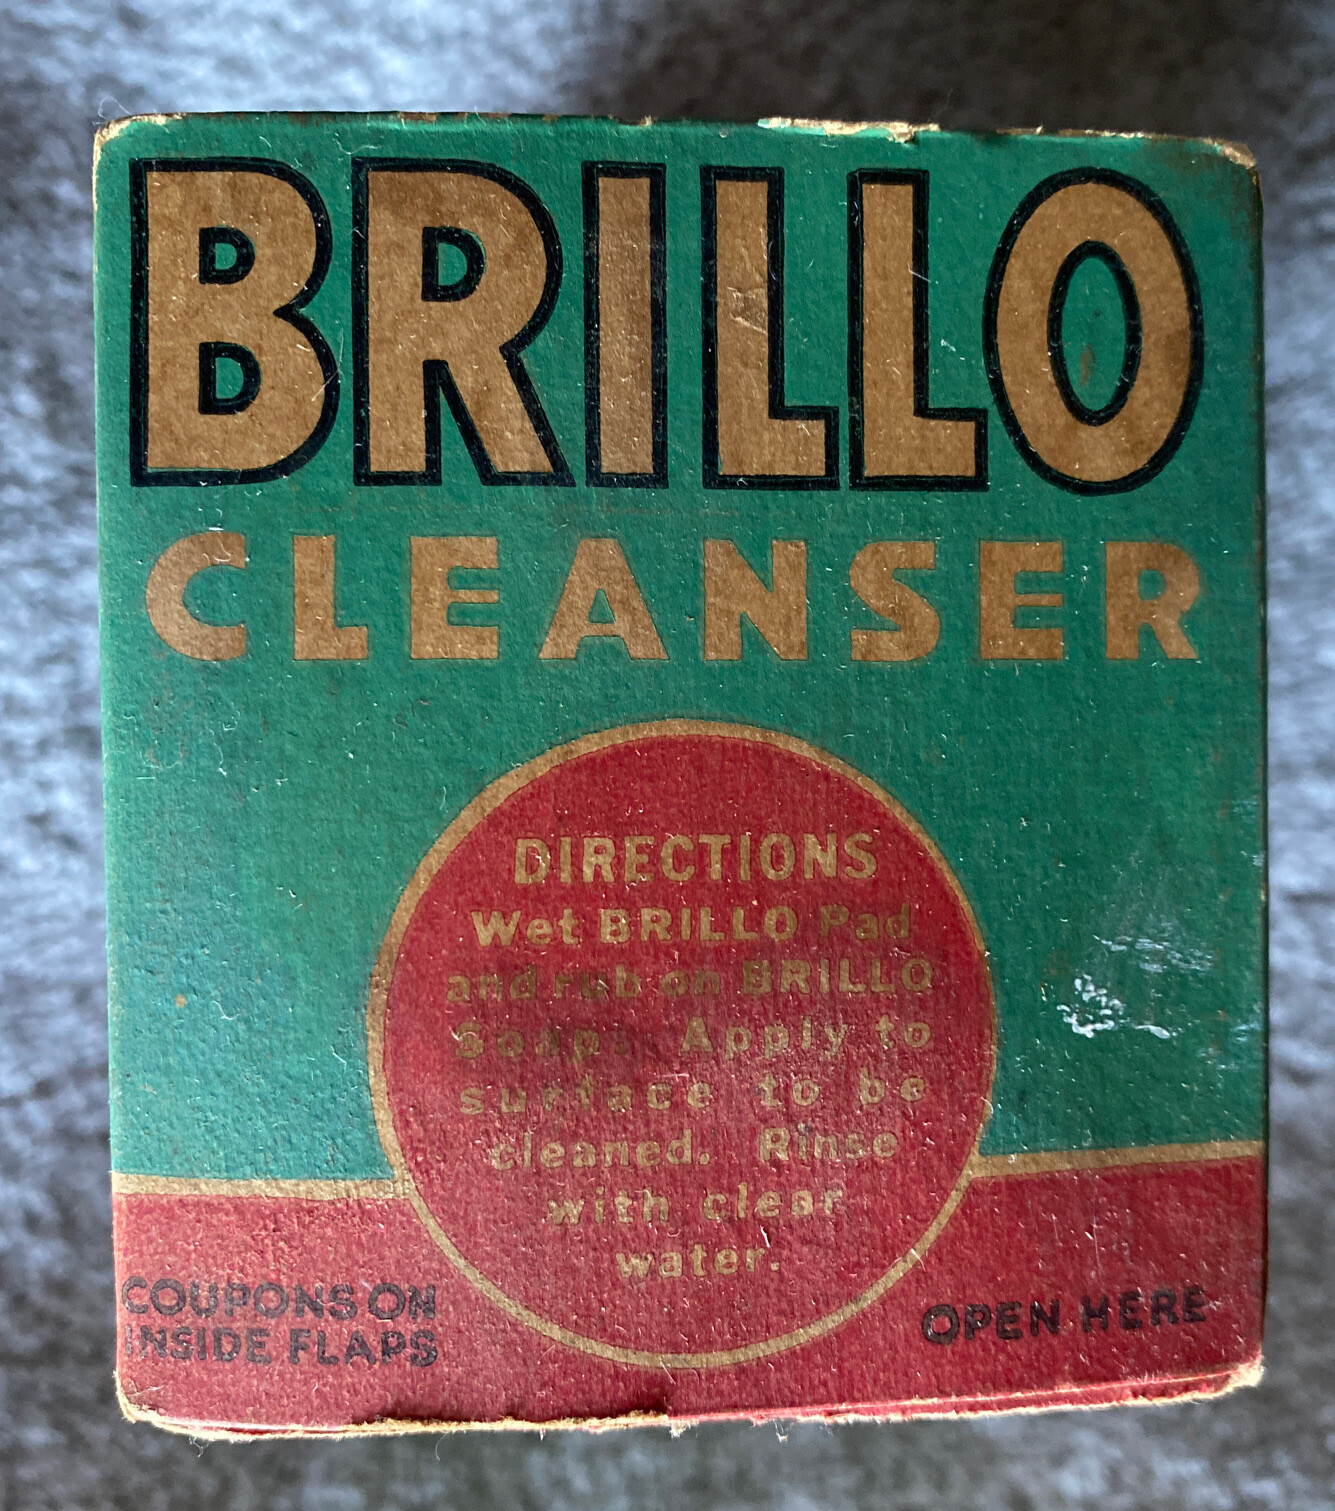 BRILLO
CLEANSER
DIRECTIONS
Wet BRILLO Pad
and rub on BRILLO
Soap. Apply to
surface to be
cleaned. Rinse
with clear
water.
COUPONS ON
INSIDE FLAPS
OPEN HERE